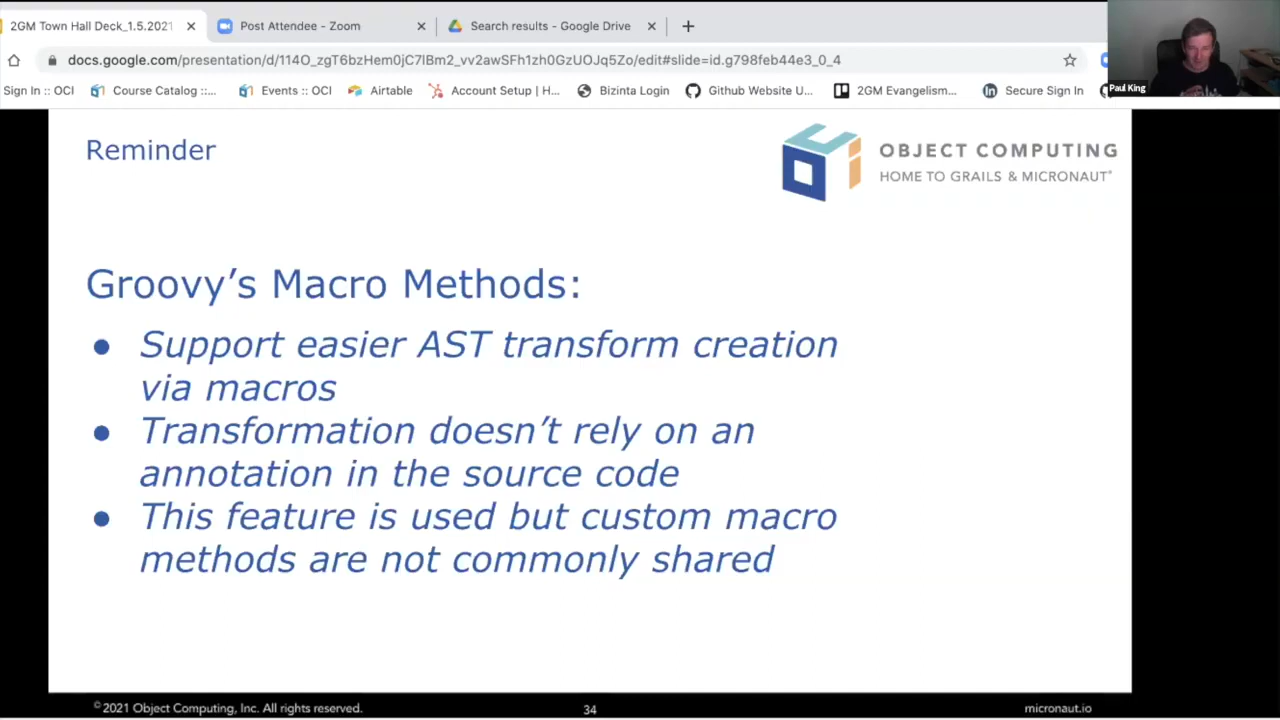 2GM Town Hall Deck_1.5.2021
Post Attendee - Zoom
Search results - Google Drive
docs.google.com/presentation/d/114O_zgT6bzHem0jC7lBm2_vv2awSFh1zh0GzUOJq5Zo/edit#slide=id.g798feb44e3_0_4
Sign In :: OCI
Course Catalog ::...
Events :: OCI
Airtable
Account Setup | H...
Bizinta Login
Github Website U...
2GM Evangelism...
Secure Sign In
Paul King
Reminder
OBJECT COMPUTING
HOME TO GRAILS & MICRONAUT®
Groovy’s Macro Methods:
● Support easier AST transform creation
via macros
● Transformation doesn’t rely on an
annotation in the source code
● This feature is used but custom macro
methods are not commonly shared
©2021 Object Computing, Inc. All rights reserved.
34
micronaut.io